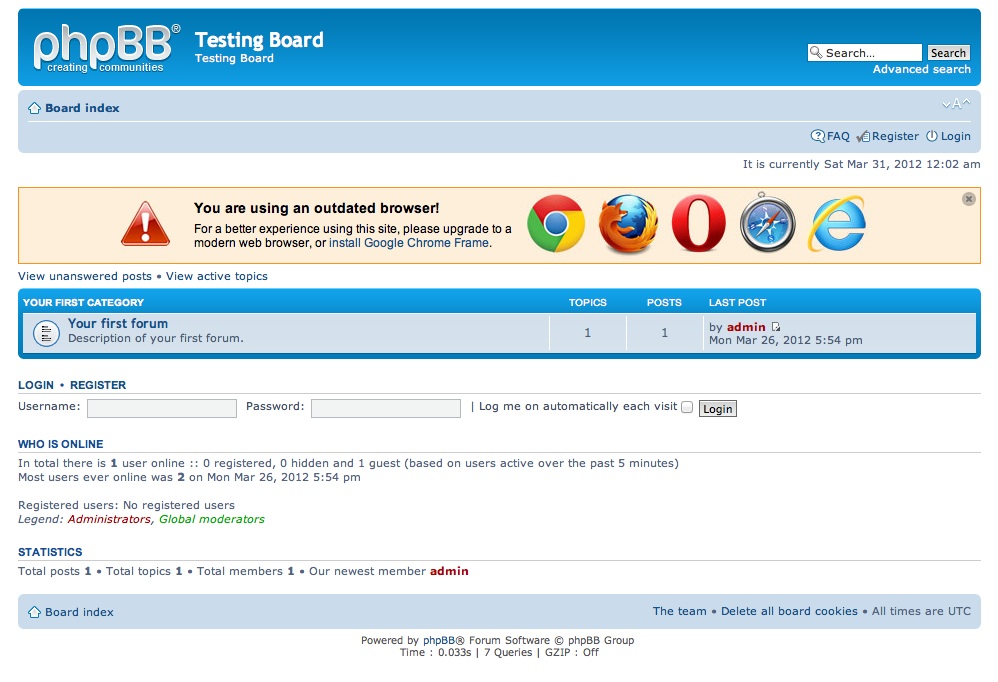 phpBB®
creating communities
Testing Board
Testing Board
Search... Search
Advanced search
Board index
A
FAQ Register Login
It is currently Sat Mar 31, 2012 12:02 am
You are using an outdated browser!
For a better experience using this site, please upgrade to a
modern web browser, or install Google Chrome Frame.
View unanswered posts • View active topics
YOUR FIRST CATEGORY TOPICS POSTS LAST POST
Your first forum
Description of your first forum.
1 1
by admin
Mon Mar 26, 2012 5:54 pm
LOGIN • REGISTER
Username: Password: | Log me on automatically each visit Login
WHO IS ONLINE
In total there is 1 user online :: 0 registered, 0 hidden and 1 guest (based on users active over the past 5 minutes)
Most users ever online was 2 on Mon Mar 26, 2012 5:54 pm
Registered users: No registered users
Legend: Administrators, Global moderators
STATISTICS
Total posts 1 • Total topics 1 • Total members 1 • Our newest member admin
Board index
The team • Delete all board cookies • All times are UTC
Powered by phpBB® Forum Software © phpBB Group
Time : 0.033s | 7 Queries | GZIP : Off